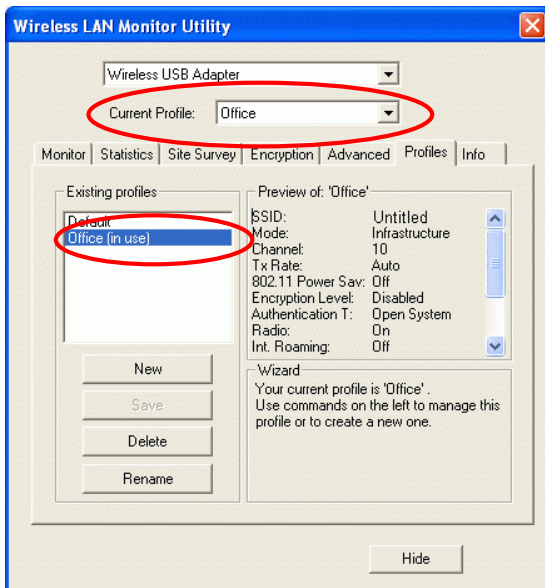 Wireless LAN Monitor Utility
Wireless USB Adapter
Current Profile: Office
Monitor Statistics Site Survey Encryption Advanced Profiles Info
Existing profiles
Default
Office (in use)
New
Save
Delete
Rename
Preview of: 'Office'
SSID: Untitled
Mode: Infrastructure
Channel: 10
Tx Rate: Auto
802.11 Power Sav: Off
Encryption Level: Disabled
Authentication T: Open System
Radio: On
Int. Roaming: Off
Wizard
Your current profile is 'Office' .
Use commands on the left to manage this
profile or to create a new one.
Hide